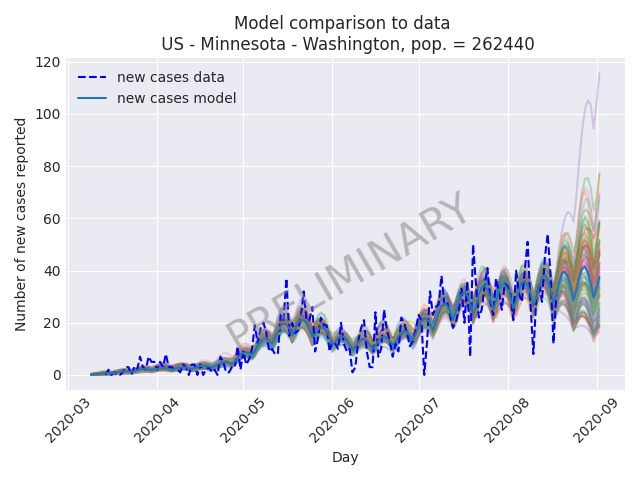 Model comparison to data
US - Minnesota - Washington, pop. = 262440
new cases data
new cases model
Number of new cases reported
120
100
80
60
40
20
0
PRELIMINARY
2020-03
2020-04
2020-05
2020-06
2020-07
2020-08
2020-09
Day